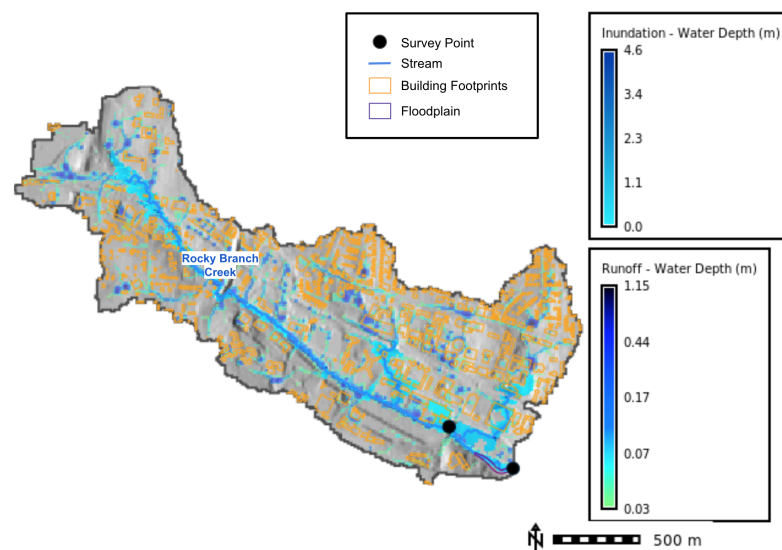 Survey Point
Stream
Building Footprints
Floodplain
Inundation - Water Depth (m)
4.6
3.4
2.3
1.1
0.0
Rocky Branch
Creek
Runoff - Water Depth (m)
1.15
0.44
0.17
0.07
0.03
N
500 m